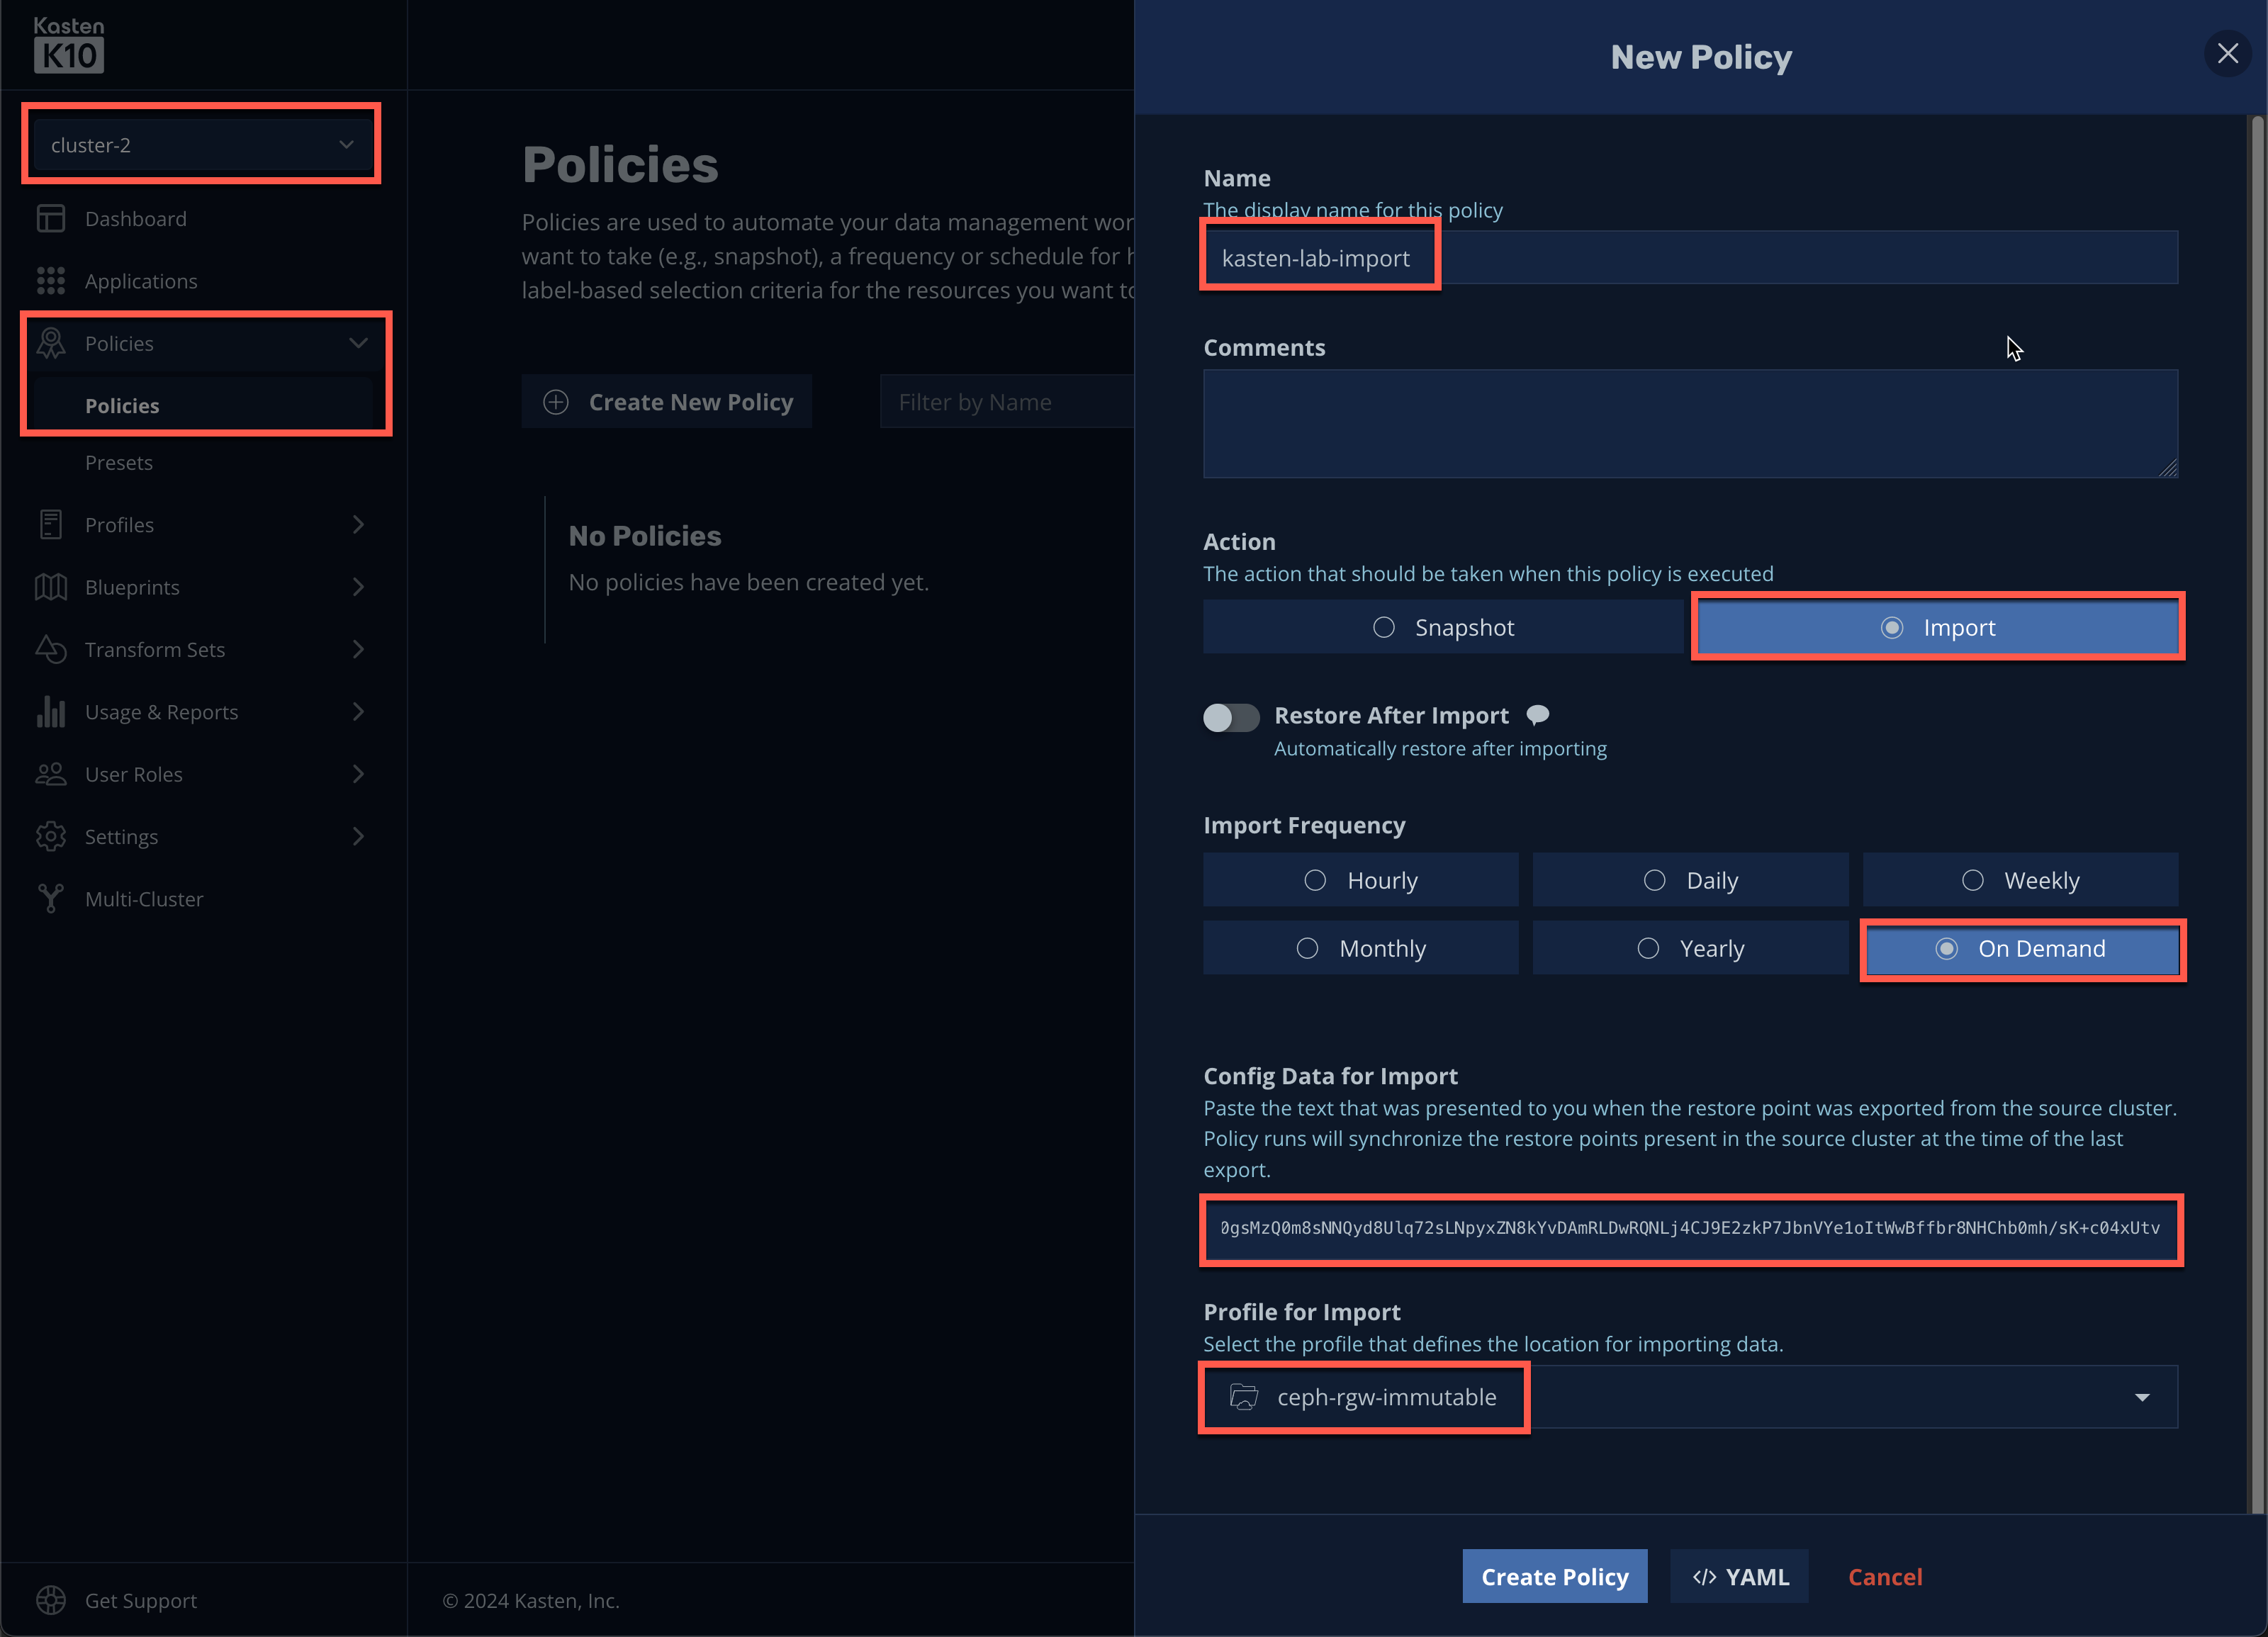 Kasten
K10
cluster-2
Dashboard
Applications
Policies
Policies
Presets
Profiles
Blueprints
Transform Sets
Usage & Reports
User Roles
Settings
Multi-Cluster
Get Support
Policies
Policies are used to automate your data management wor
want to take (e.g., snapshot), a frequency or schedule for h
label-based selection criteria for the resources you want to
Create New Policy
Filter by Name
No Policies
No policies have been created yet.
© 2024 Kasten, Inc.
New Policy
Name
The display name for this policy
kasten-lab-import
Comments
Action
The action that should be taken when this policy is executed
Snapshot
Import
Restore After Import
Automatically restore after importing
Import Frequency
Hourly
Daily
Weekly
Monthly
Yearly
On Demand
Config Data for Import
Paste the text that was presented to you when the restore point was exported from the source cluster.
Policy runs will synchronize the restore points present in the source cluster at the time of the last
export.
0gsMzQ0m8sNNQyd8Ulq72sLNpyxZN8kYvDAmRLDwRQNLj4CJ9E2zkP7JbnVYe1oItWwBffbr8NHChb0mh/sK+c04xUtv
Profile for Import
Select the profile that defines the location for importing data.
ceph-rgw-immutable
Create Policy
</> YAML
Cancel